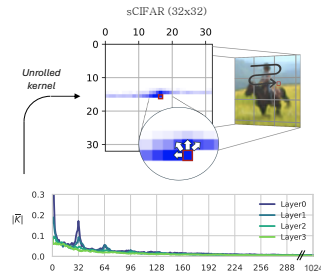 sCIFAR (32x32)
0 10 20 30
0
10
20
30
Unrolled
kernel
0.3
0.2
0.1
0.0
|K̅|
Layer0
Layer1
Layer2
Layer3
0 32 64 96 128 160 192 224 256 288 1024